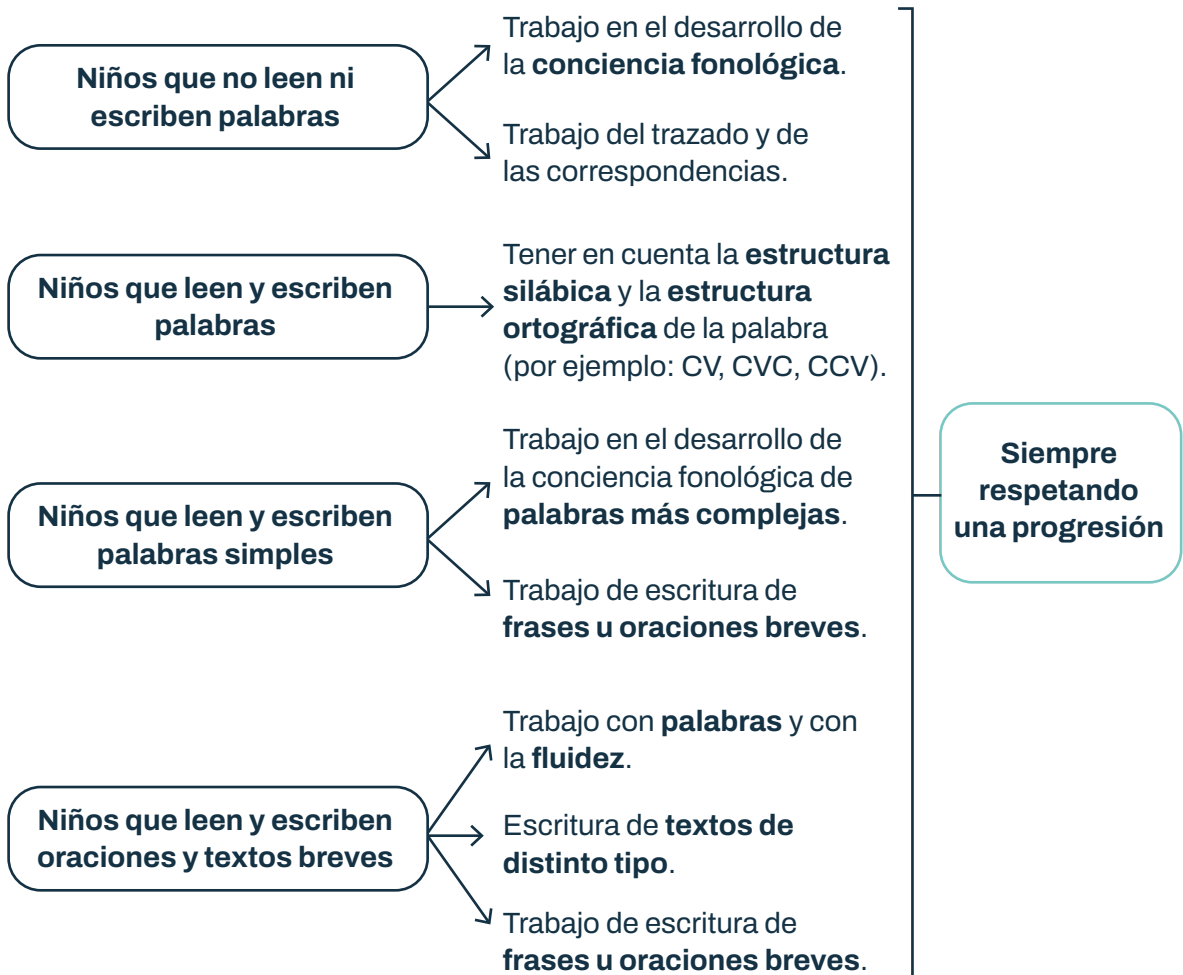 Niños que no leen ni
escriben palabras
Trabajo en el desarrollo de
la conciencia fonológica.
Trabajo del trazado y de
las correspondencias.
Niños que leen y escriben
palabras
Tener en cuenta la estructura
silábica y la estructura
ortográfica de la palabra
(por ejemplo: CV, CVC, CCV).
Niños que leen y escriben
palabras simples
Trabajo en el desarrollo de
la conciencia fonológica de
palabras más complejas.
Trabajo de escritura de
frases u oraciones breves.
Niños que leen y escriben
oraciones y textos breves
Trabajo con palabras y con
la fluidez.
Escritura de textos de
distinto tipo.
Trabajo de escritura de
frases u oraciones breves.
Siempre
respetando
una progresión